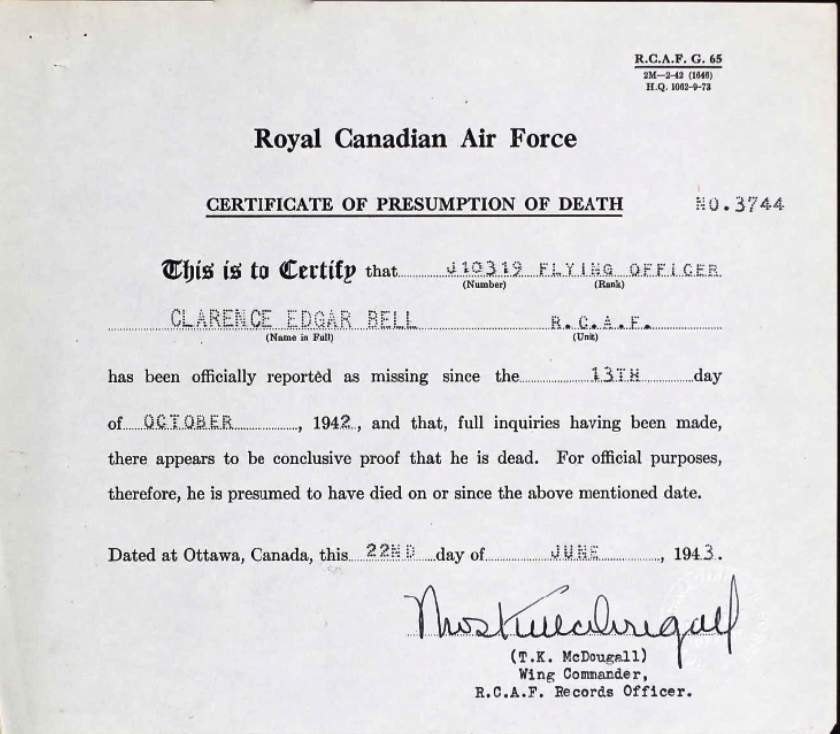 R.C.A.F. G. 65
2M—2-42 (1646)
H.Q. 1062-9-73
Royal Canadian Air Force
CERTIFICATE OF PRESUMPTION OF DEATH NO.3744
This is to Certify that J10319 FLYING OFFICER
(Number) (Rank)
CLARENCE EDGAR BELL R.C.A.F.
(Name in Full) (Unit)
has been officially reported as missing since the 13TH day
of OCTOBER, 1942, and that, full inquiries having been made,
there appears to be conclusive proof that he is dead. For official purposes,
therefore, he is presumed to have died on or since the above mentioned date.
Dated at Ottawa, Canada, this 22ND day of JUNE, 1943.
(T.K. McDougall)
Wing Commander,
R.C.A.F. Records Officer.